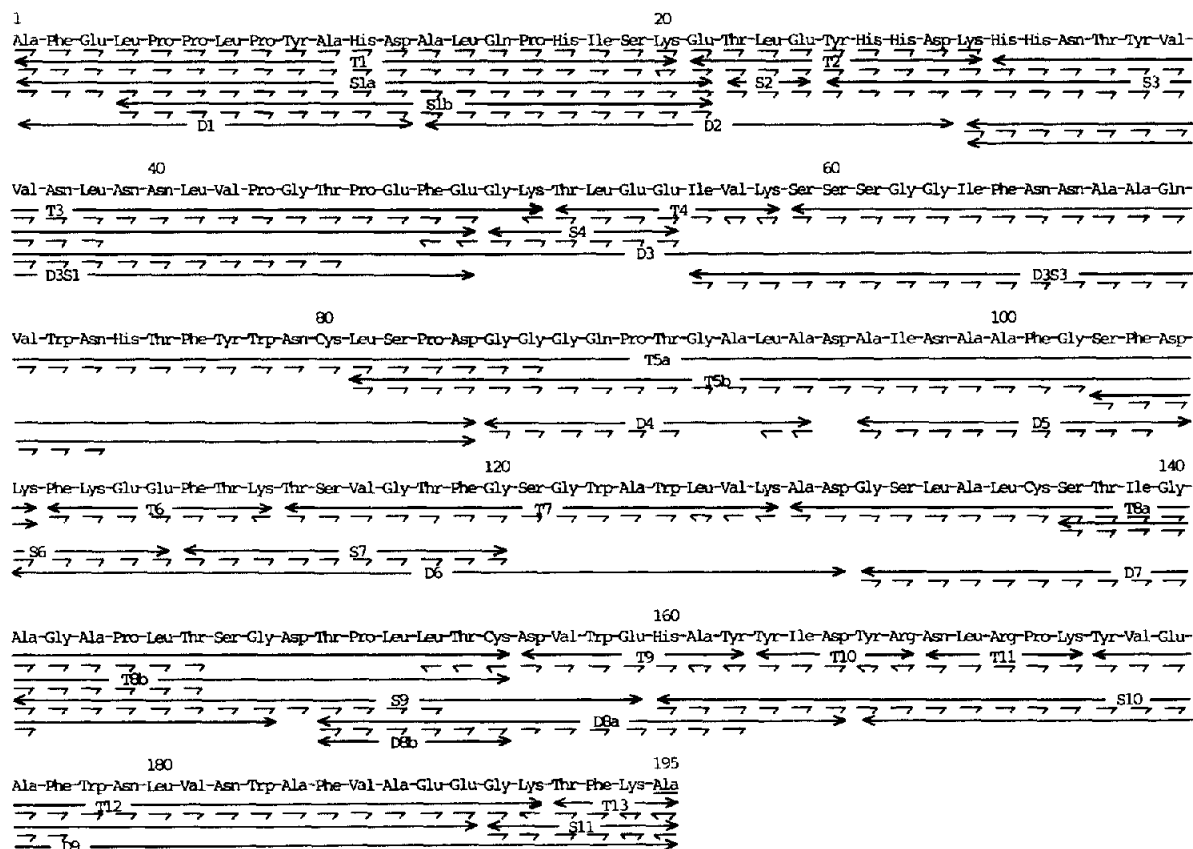 1 20
Ala-Phe-Glu-Leu-Pro-Pro-Leu-Pro-Tyr-Ala-His-Asp-Ala-Leu-Gln-Pro-His-Ile-Ser-Lys-Glu-Thr-Leu-Glu-Tyr-His-His-Asp-Lys-His-His-Asn-Thr-Tyr-Val-
T1 T2
S1a S2 S3
S1b
D1 D2
40 60
Val-Asn-Leu-Asn-Asn-Leu-Val-Pro-Gly-Thr-Pro-Glu-Phe-Glu-Gly-Lys-Thr-Leu-Glu-Glu-Ile-Val-Lys-Ser-Ser-Ser-Gly-Gly-Ile-Phe-Asn-Asn-Ala-Ala-Gln-
T3 T4
S4
D3
D3S1 D3S3
80 100
Val-Trp-Asn-His-Thr-Phe-Tyr-Trp-Asn-Cys-Leu-Ser-Pro-Asp-Gly-Gly-Gly-Gln-Pro-Thr-Gly-Ala-Leu-Ala-Asp-Ala-Ile-Asn-Ala-Ala-Phe-Gly-Ser-Phe-Asp-
T5a
T5b
D4 D5
120 140
Lys-Phe-Lys-Glu-Glu-Phe-Thr-Lys-Thr-Ser-Val-Gly-Thr-Phe-Gly-Ser-Gly-Trp-Ala-Trp-Leu-Val-Lys-Ala-Asp-Gly-Ser-Leu-Ala-Leu-Cys-Ser-Thr-Ile-Gly-
T6 T7 T8a
S6 S7
D6 D7
160
Ala-Gly-Ala-Pro-Leu-Thr-Ser-Gly-Asp-Thr-Pro-Leu-Leu-Thr-Cys-Asp-Val-Trp-Glu-His-Ala-Tyr-Tyr-Ile-Asp-Tyr-Arg-Asn-Leu-Arg-Pro-Lys-Tyr-Val-Glu-
T9 T10 T11
T8b
S9 S10
D8a
D8b
180 195
Ala-Phe-Trp-Asn-Leu-Val-Asn-Trp-Ala-Phe-Val-Ala-Glu-Glu-Gly-Lys-Thr-Phe-Lys-Ala
T12 T13
S11
D9